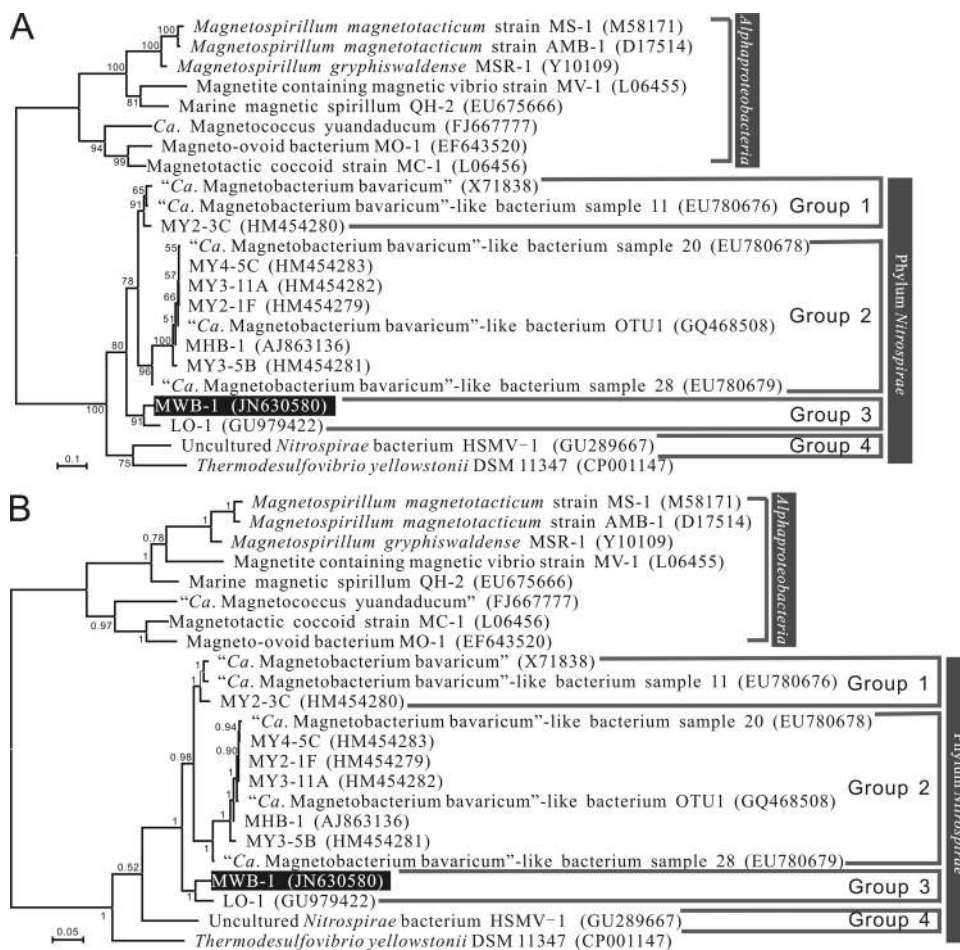 A
Magnetospirillum magnetotacticum strain MS-1 (M58171)
Magnetospirillum magnetotacticum strain AMB-1 (D17514)
Magnetospirillum gryphiswaldense MSR-1 (Y10109)
Magnetite containing magnetic vibrio strain MV-1 (L06455)
Marine magnetic spirillum QH-2 (EU675666)
Ca. Magnetococcus yuandaducum (FJ667777)
Magneto-ovoid bacterium MO-1 (EF643520)
Magnetotactic coccoid strain MC-1 (L06456)
Alphaproteobacteria
"Ca. Magnetobacterium bavaricum" (X71838)
"Ca. Magnetobacterium bavaricum"-like bacterium sample 11 (EU780676)
MY2-3C (HM454280)
Group 1
"Ca. Magnetobacterium bavaricum"-like bacterium sample 20 (EU780678)
MY4-5C (HM454283)
MY3-11A (HM454282)
MY2-1F (HM454279)
"Ca. Magnetobacterium bavaricum"-like bacterium OTU1 (GQ468508)
MHB-1 (AJ863136)
MY3-5B (HM454281)
"Ca. Magnetobacterium bavaricum"-like bacterium sample 28 (EU780679)
Group 2
MWB-1 (JN630580)
LO-1 (GU979422)
Group 3
Uncultured Nitrospirae bacterium HSMV-1 (GU289667)
Group 4
Thermodesulfovibrio yellowstonii DSM 11347 (CP001147)
Phylum Nitrospirae
100
100
100
81
94
99
65
91
78
55
57
66
51
100
96
80
91
100
75
0.1
B
Magnetospirillum magnetotacticum strain MS-1 (M58171)
Magnetospirillum magnetotacticum strain AMB-1 (D17514)
Magnetospirillum gryphiswaldense MSR-1 (Y10109)
Magnetite containing magnetic vibrio strain MV-1 (L06455)
Marine magnetic spirillum QH-2 (EU675666)
"Ca. Magnetococcus yuandaducum" (FJ667777)
Magnetotactic coccoid strain MC-1 (L06456)
Magneto-ovoid bacterium MO-1 (EF643520)
Alphaproteobacteria
"Ca. Magnetobacterium bavaricum" (X71838)
"Ca. Magnetobacterium bavaricum"-like bacterium sample 11 (EU780676)
MY2-3C (HM454280)
Group 1
"Ca. Magnetobacterium bavaricum"-like bacterium sample 20 (EU780678)
MY4-5C (HM454283)
MY2-1F (HM454279)
MY3-11A (HM454282)
"Ca. Magnetobacterium bavaricum"-like bacterium OTU1 (GQ468508)
MHB-1 (AJ863136)
MY3-5B (HM454281)
"Ca. Magnetobacterium bavaricum"-like bacterium sample 28 (EU780679)
Group 2
MWB-1 (JN630580)
LO-1 (GU979422)
Group 3
Uncultured Nitrospirae bacterium HSMV-1 (GU289667)
Group 4
Thermodesulfovibrio yellowstonii DSM 11347 (CP001147)
Phylum Nitrospirae
1
1
0.78
1
0.97
1
1
1
0.98
0.94
0.90
1
1
1
1
1
0.52
1
0.05